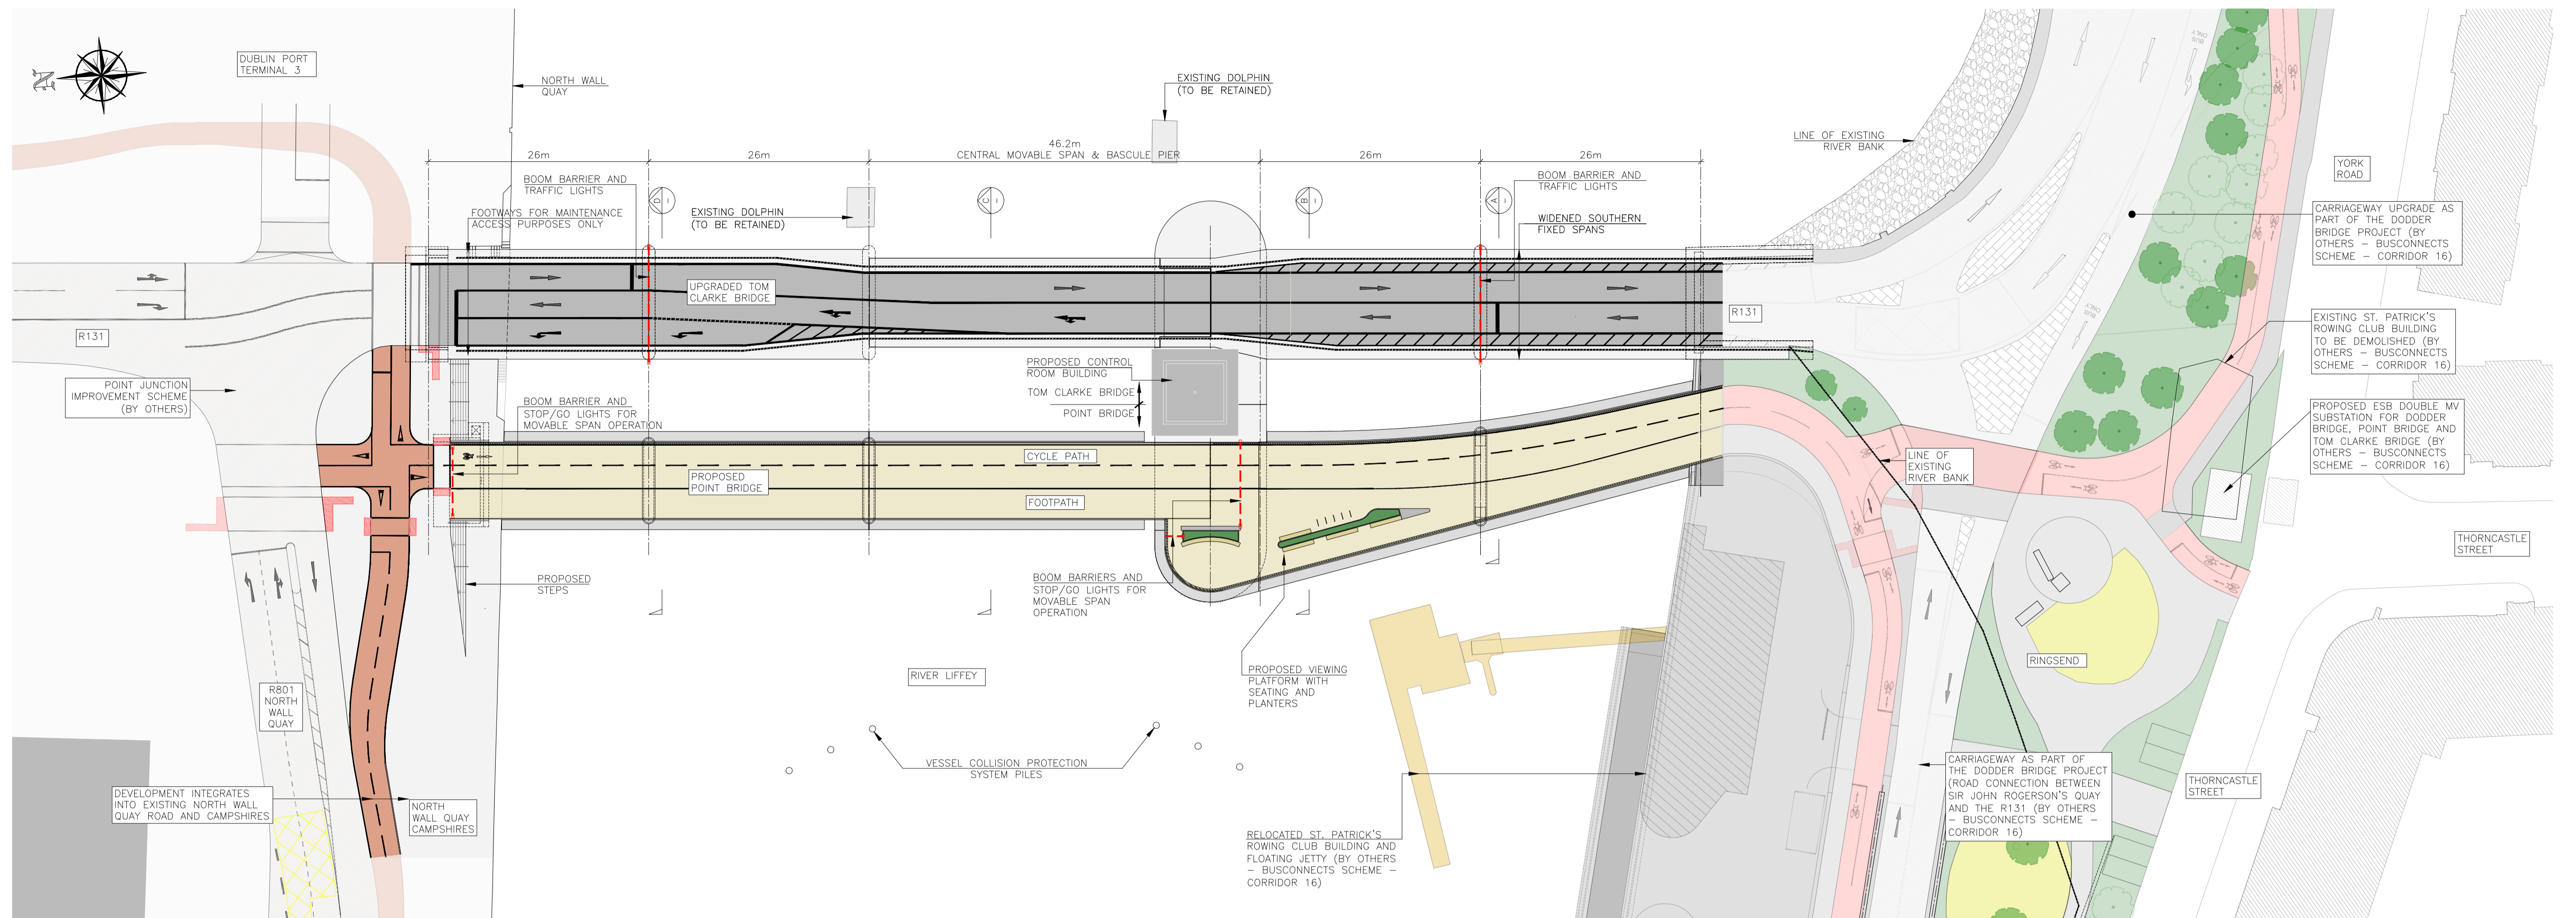 DUBLIN PORT
TERMINAL 3
N
NORTH WALL
QUAY
EXISTING DOLPHIN
(TO BE RETAINED)
26m
26m
46.2m
CENTRAL MOVABLE SPAN & BASCULE PIER
26m
26m
BOOM BARRIER AND
TRAFFIC LIGHTS
FOOTWAYS FOR MAINTENANCE
ACCESS PURPOSES ONLY
EXISTING DOLPHIN
(TO BE RETAINED)
D
C
B
A
BOOM BARRIER AND
TRAFFIC LIGHTS
WIDENED SOUTHERN
FIXED SPANS
LINE OF EXISTING
RIVER BANK
BUS
ONLY
YORK
ROAD
CARRIAGEWAY UPGRADE AS
PART OF THE DODDER
BRIDGE PROJECT (BY
OTHERS – BUSCONNECTS
SCHEME – CORRIDOR 16)
UPGRADED TOM
CLARKE BRIDGE
R131
R131
BUS
ONLY
EXISTING ST. PATRICK'S
ROWING CLUB BUILDING
TO BE DEMOLISHED (BY
OTHERS – BUSCONNECTS
SCHEME – CORRIDOR 16)
POINT JUNCTION
IMPROVEMENT SCHEME
(BY OTHERS)
PROPOSED CONTROL
ROOM BUILDING
TOM CLARKE BRIDGE
POINT BRIDGE
BOOM BARRIER AND
STOP/GO LIGHTS FOR
MOVABLE SPAN OPERATION
PROPOSED ESB DOUBLE MV
SUBSTATION FOR DODDER
BRIDGE, POINT BRIDGE AND
TOM CLARKE BRIDGE (BY
OTHERS – BUSCONNECTS
SCHEME – CORRIDOR 16)
CYCLE PATH
PROPOSED
POINT BRIDGE
FOOTPATH
LINE OF
EXISTING
RIVER BANK
THORNCASTLE
STREET
PROPOSED
STEPS
BOOM BARRIERS AND
STOP/GO LIGHTS FOR
MOVABLE SPAN
OPERATION
RIVER LIFFEY
PROPOSED VIEWING
PLATFORM WITH
SEATING AND
PLANTERS
RINGSEND
R801
NORTH
WALL
QUAY
VESSEL COLLISION PROTECTION
SYSTEM PILES
DEVELOPMENT INTEGRATES
INTO EXISTING NORTH WALL
QUAY ROAD AND CAMPSHIRES
NORTH
WALL QUAY
CAMPSHIRES
RELOCATED ST. PATRICK'S
ROWING CLUB BUILDING AND
FLOATING JETTY (BY OTHERS
– BUSCONNECTS SCHEME –
CORRIDOR 16)
CARRIAGEWAY AS PART OF
THE DODDER BRIDGE PROJECT
(ROAD CONNECTION BETWEEN
SIR JOHN ROGERSON'S QUAY
AND THE R131 (BY OTHERS
– BUSCONNECTS SCHEME –
CORRIDOR 16)
THORNCASTLE
STREET